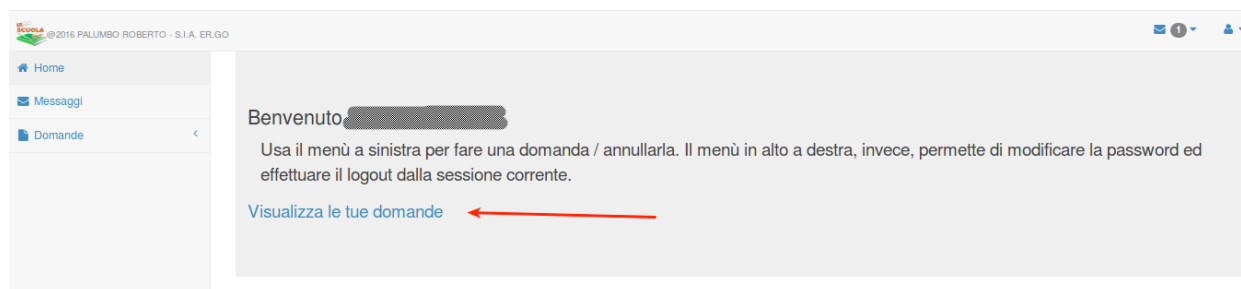 SCUOLA
@2016 PALUMBO ROBERTO - S.I.A. ER.GO
1
Home
Messaggi
Domande
Benvenuto
Usa il menù a sinistra per fare una domanda / annullarla. Il menù in alto a destra, invece, permette di modificare la password ed
effettuare il logout dalla sessione corrente.
Visualizza le tue domande